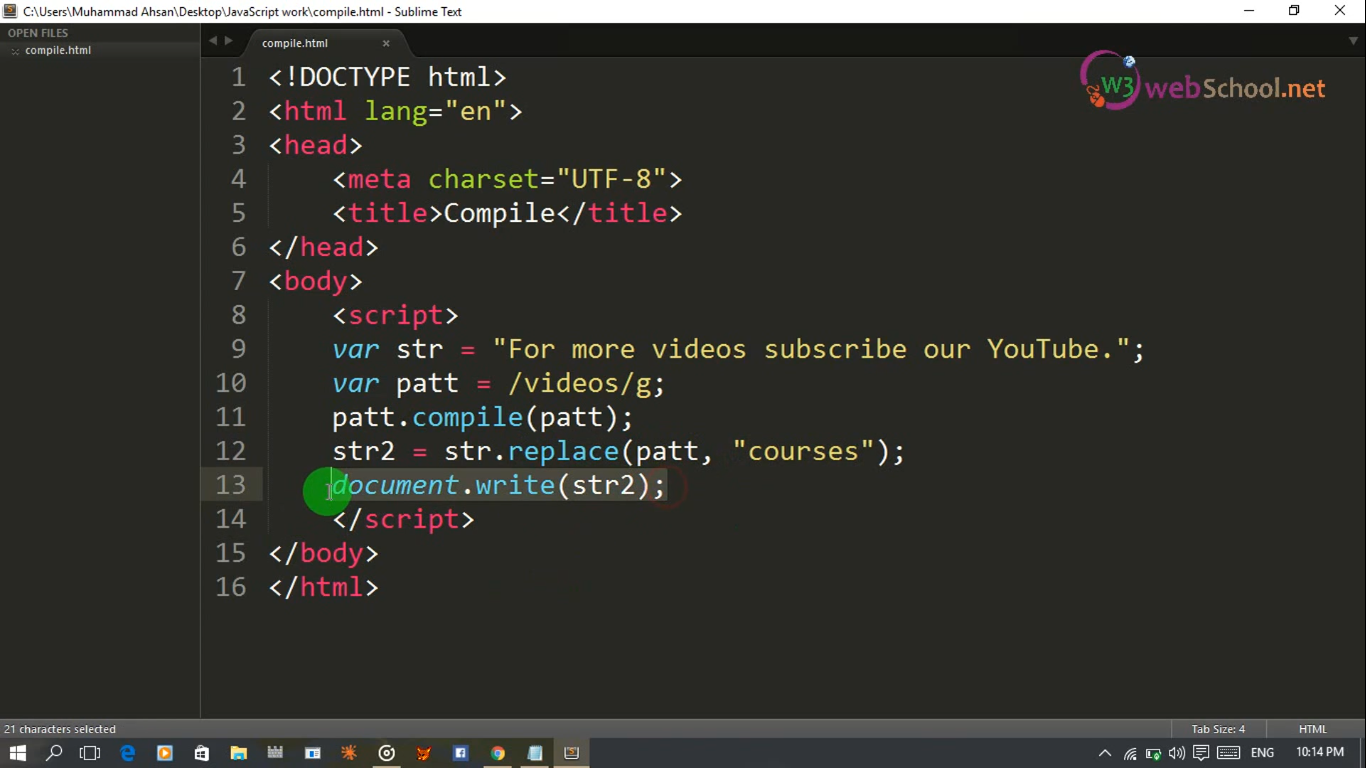 C:\Users\Muhammad Ahsan\Desktop\JavaScript work\compile.html - Sublime Text
OPEN FILES
compile.html
compile.html
W3 webSchool.net
1 <!DOCTYPE html>
2 <html lang="en">
3 <head>
4 <meta charset="UTF-8">
5 <title>Compile</title>
6 </head>
7 <body>
8 <script>
9 var str = "For more videos subscribe our YouTube.";
10 var patt = /videos/g;
11 patt.compile(patt);
12 str2 = str.replace(patt, "courses");
13 document.write(str2);
14 </script>
15 </body>
16 </html>
21 characters selected
Tab Size: 4
HTML
ENG
10:14 PM